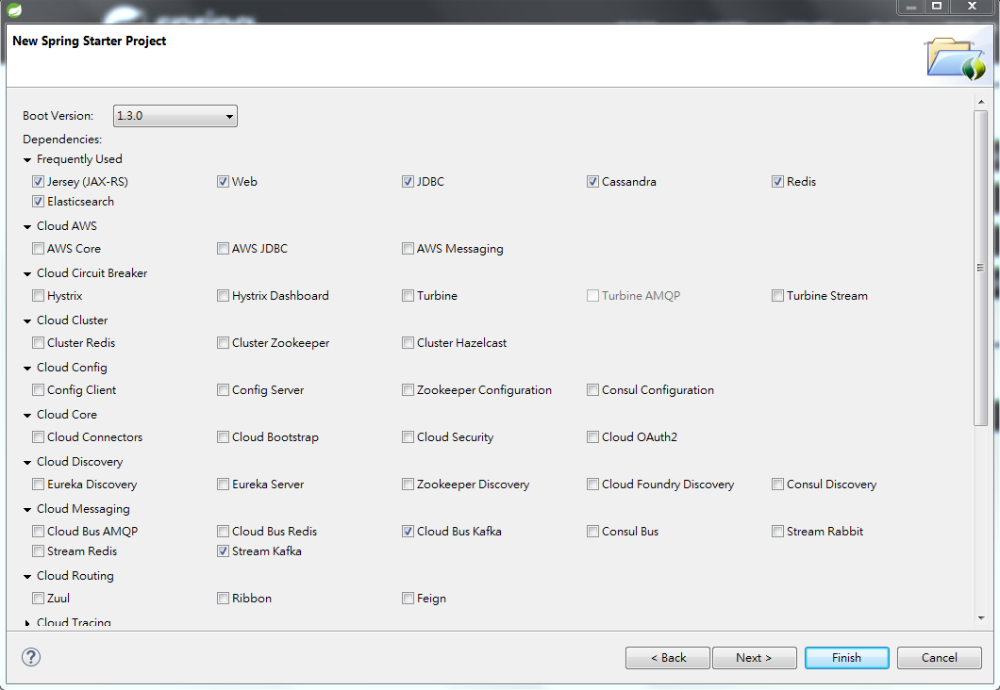 spring
New Spring Starter Project
Boot Version: 1.3.0
Dependencies:
Frequently Used
Jersey (JAX-RS) Web JDBC Cassandra Redis
Elasticsearch
Cloud AWS
AWS Core AWS JDBC AWS Messaging
Cloud Circuit Breaker
Hystrix Hystrix Dashboard Turbine Turbine AMQP Turbine Stream
Cloud Cluster
Cluster Redis Cluster Zookeeper Cluster Hazelcast
Cloud Config
Config Client Config Server Zookeeper Configuration Consul Configuration
Cloud Core
Cloud Connectors Cloud Bootstrap Cloud Security Cloud OAuth2
Cloud Discovery
Eureka Discovery Eureka Server Zookeeper Discovery Cloud Foundry Discovery Consul Discovery
Cloud Messaging
Cloud Bus AMQP Cloud Bus Redis Cloud Bus Kafka Consul Bus Stream Rabbit
Stream Redis Stream Kafka
Cloud Routing
Zuul Ribbon Feign
Cloud Tracing
? < Back Next > Finish Cancel